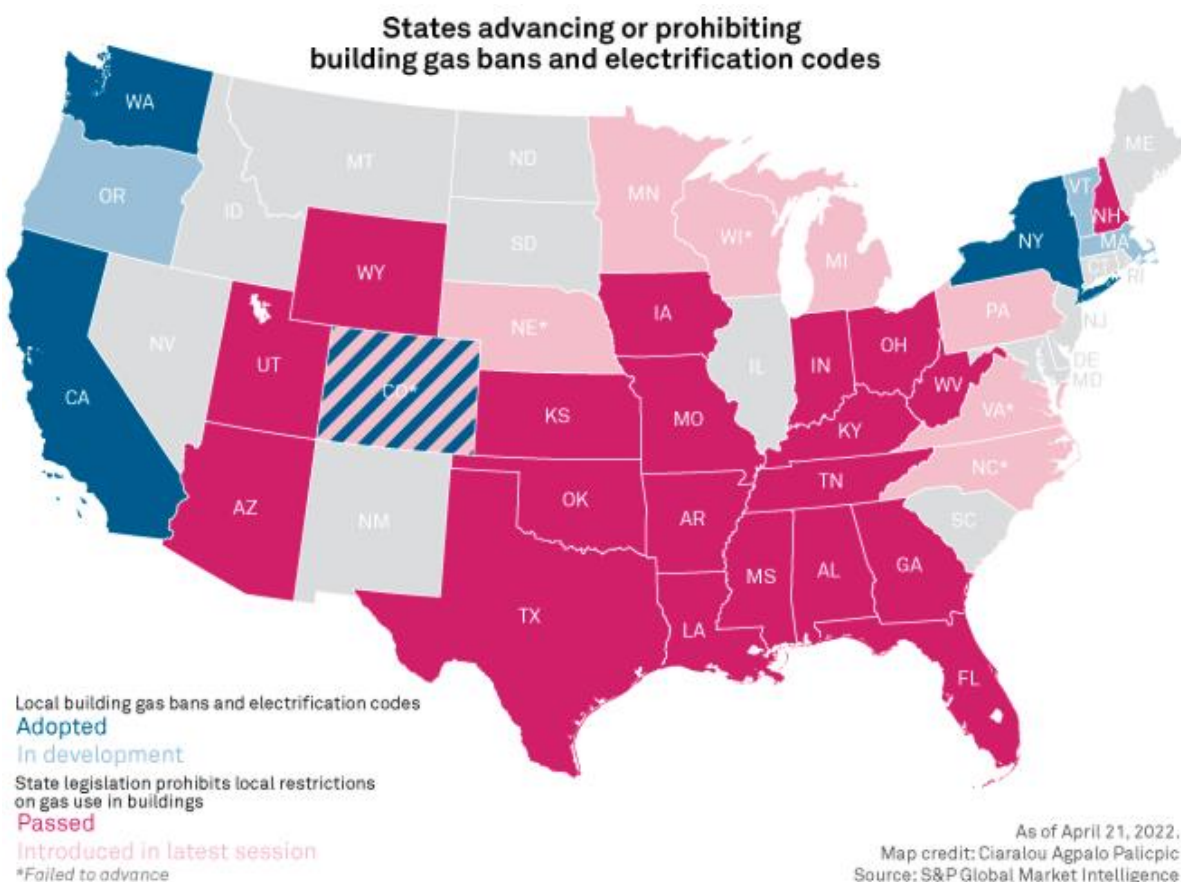 States advancing or prohibiting
building gas bans and electrification codes
WA
MT
ND
ME
OR
ID
MN
VT
NH
SD
WI*
NY
MA
WY
MI
CT
RI
IA
PA
NE*
NJ
NV
UT
IL
IN
OH
DE
MD
CA
CO*
WV
KS
MO
VA*
KY
NC*
TN
AZ
OK
NM
AR
SC
MS
AL
GA
TX
LA
FL
Local building gas bans and electrification codes
Adopted
In development
State legislation prohibits local restrictions
on gas use in buildings
Passed
Introduced in latest session
*Failed to advance
As of April 21, 2022.
Map credit: Ciaralou Agpalo Palicpic
Source: S&P Global Market Intelligence